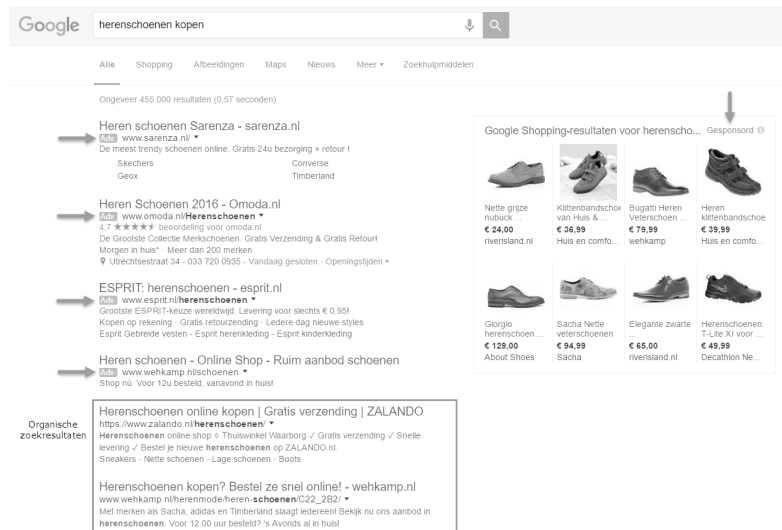 Google herenschoenen kopen
Alle Shopping Afbeeldingen Maps Nieuws Meer Zoekhulpmiddelen
Ongeveer 455.000 resultaten (0,57 seconden)
Heren schoenen Sarenza - sarenza.nl
Adv. www.sarenza.nl/
De meest trendy schoenen online. Gratis 24u bezorging + retour !
Skechers Converse
Geox Timberland
Heren Schoenen 2016 - Omoda.nl
Adv. www.omoda.nl/Herenschoenen
4,7 ★★★★★ beoordeling voor omoda.nl
De Grootste Collectie Merkschoenen. Gratis Verzending & Gratis Retour!
Morgen in huis* · Meer dan 200 merken
Utrechtsestraat 34 - 033 720 0935 - Vandaag gesloten · Openingstijden
ESPRIT: herenschoenen - esprit.nl
Adv. www.esprit.nl/herenschoenen
Grootste ESPRIT-keuze wereldwijd. Levering voor slechts € 0,95!
Kopen op rekening · Gratis retourzending · Ledere dag nieuwe styles
Esprit Gebreide vesten - Esprit herenkleding - Esprit kinderkleding
Heren schoenen - Online Shop - Ruim aanbod schoenen
Adv. www.wehkamp.nl/schoenen
Shop nú. Voor 12u besteld, vanavond in huis!
Organische
zoekresultaten
Herenschoenen online kopen | Gratis verzending | ZALANDO
https://www.zalando.nl/herenschoenen/
Herenschoenen online shop ◊ Thuiswinkel Waarborg ✓ Gratis verzending ✓ Snelle
levering ✓ Bestel je nieuwe herenschoenen op ZALANDO.nl.
Sneakers - Nette schoenen - Lage schoenen - Boots
Herenschoenen kopen? Bestel ze snel online! - wehkamp.nl
www.wehkamp.nl/herenmode/heren-schoenen/C22_2B2/
Met merken als Sacha, adidas en Timberland slaagt iedereen! Bekijk nu ons aanbod in
herenschoenen. Voor 12.00 uur besteld? 's Avonds al in huis!
Google Shopping-resultaten voor herenscho... Gesponsord
Nette grijze Klittenbandschoe Bugatti Heren Heren
nubuck ... van Huis & ... Veterschoen ... klittenbandschoe
€ 24,00 € 36,99 € 79,99 € 39,99
riverisland.nl Huis en comfo... wehkamp Huis en comfo...
Giorgio Sacha Nette Elegante zwarte Herenschoenen
herenschoen ... veterschoenen ... T-Lite XI voor ...
€ 129,00 € 94,99 € 65,00 € 49,99
About Shoes Sacha riverisland.nl Decathlon Ne...